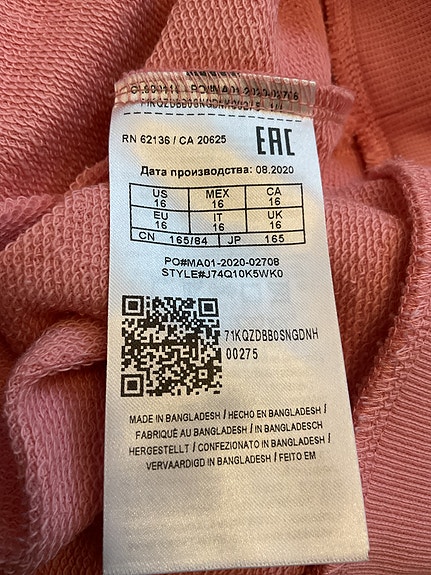 RN 62136 / CA 20625
EAC
Дата производства: 08.2020
US MEX CA
16 16 16
EU IT UK
16 16 16
CN 165/84 JP 165
PO#MA01-2020-02708
STYLE#J74Q10K5WK0
71KQZDBB0SNGDNH
00275
MADE IN BANGLADESH / HECHO EN BANGLADESH /
FABRIQUÉ AU BANGLADESH / IN BANGLADESCH
HERGESTELLT / CONFEZIONATO IN BANGLADESH /
VERVAARDIGD IN BANGLADESH / FEITO EM